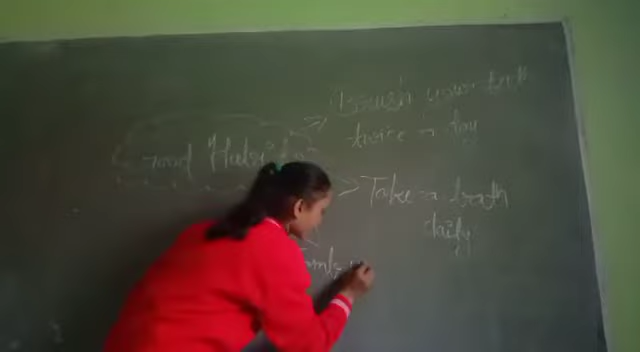 Good Habits
Brush your teeth
twice a day
Take a bath
daily